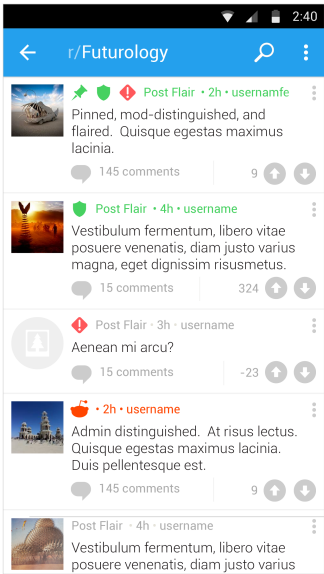 2:40
r/Futurology
Post Flair • 2h • usernamfe
Pinned, mod-distinguished, and
flaired. Quisque egestas maximus
lacinia.
145 comments
9
Post Flair • 4h • username
Vestibulum fermentum, libero vitae
posuere venenatis, diam justo varius
magna, eget dignissim risusmetus.
15 comments
324
Post Flair · 3h · username
Aenean mi arcu?
15 comments
-23
• 2h • username
Admin distinguished. At risus lectus.
Quisque egestas maximus lacinia.
Duis pellentesque est.
145 comments
9
Post Flair · 4h · username
Vestibulum fermentum, libero vitae
posuere venenatis, diam justo varius